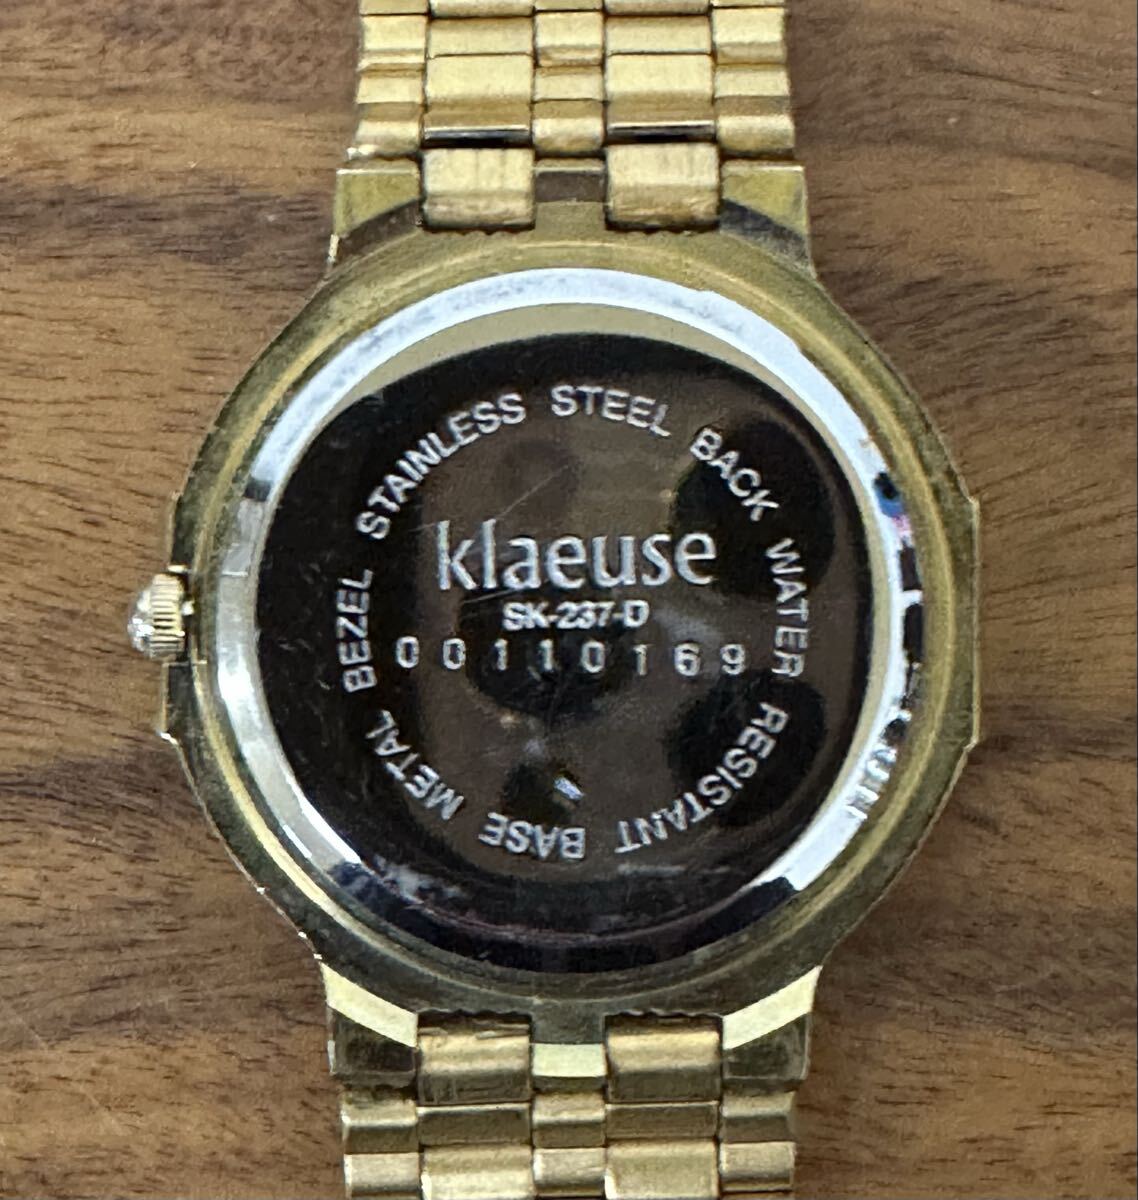 STAINLESS STEEL BACK WATER RESISTANT BASE METAL BEZEL
klaeuse
SK-237-D
00110169